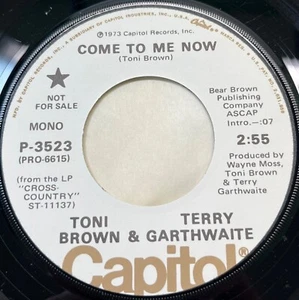 ℗1973 Capitol Records, Inc.
COME TO ME NOW
(Toni Brown)
NOT
FOR SALE
MONO
P-3523
(PRO-6615)
(from the LP
"CROSS-
COUNTRY"
ST-11137)
Bear Brown
Publishing
Company
ASCAP
Intro.—:07
2:55
Produced by
Wayne Moss,
Toni Brown
& Terry
Garthwaite
TONI TERRY
BROWN & GARTHWAITE
Capitol®